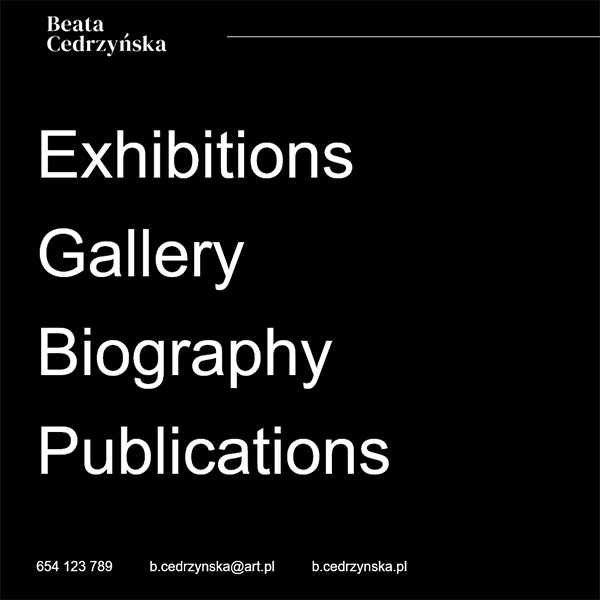 Beata
Cedrzyńska
Exhibitions
Gallery
Biography
Publications
654 123 789 b.cedrzynska@art.pl b.cedrzynska.pl